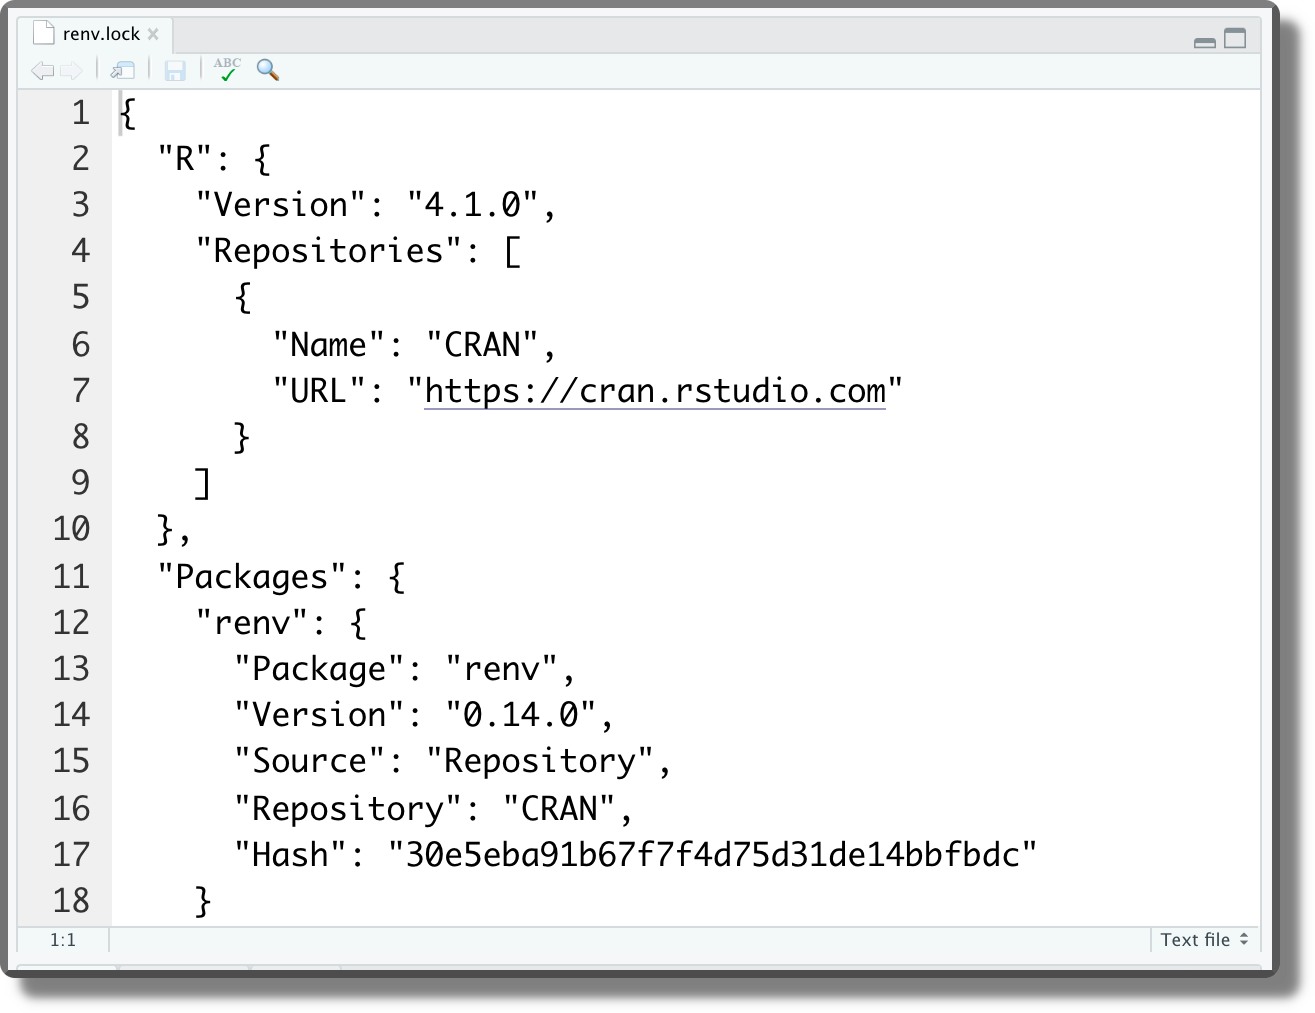 renv.lock
ABC
1 {
2   "R": {
3     "Version": "4.1.0",
4     "Repositories": [
5       {
6         "Name": "CRAN",
7         "URL": "https://cran.rstudio.com"
8       }
9     ]
10   },
11   "Packages": {
12     "renv": {
13       "Package": "renv",
14       "Version": "0.14.0",
15       "Source": "Repository",
16       "Repository": "CRAN",
17       "Hash": "30e5eba91b67f7f4d75d31de14bbfbdc"
18     }
1:1 Text file